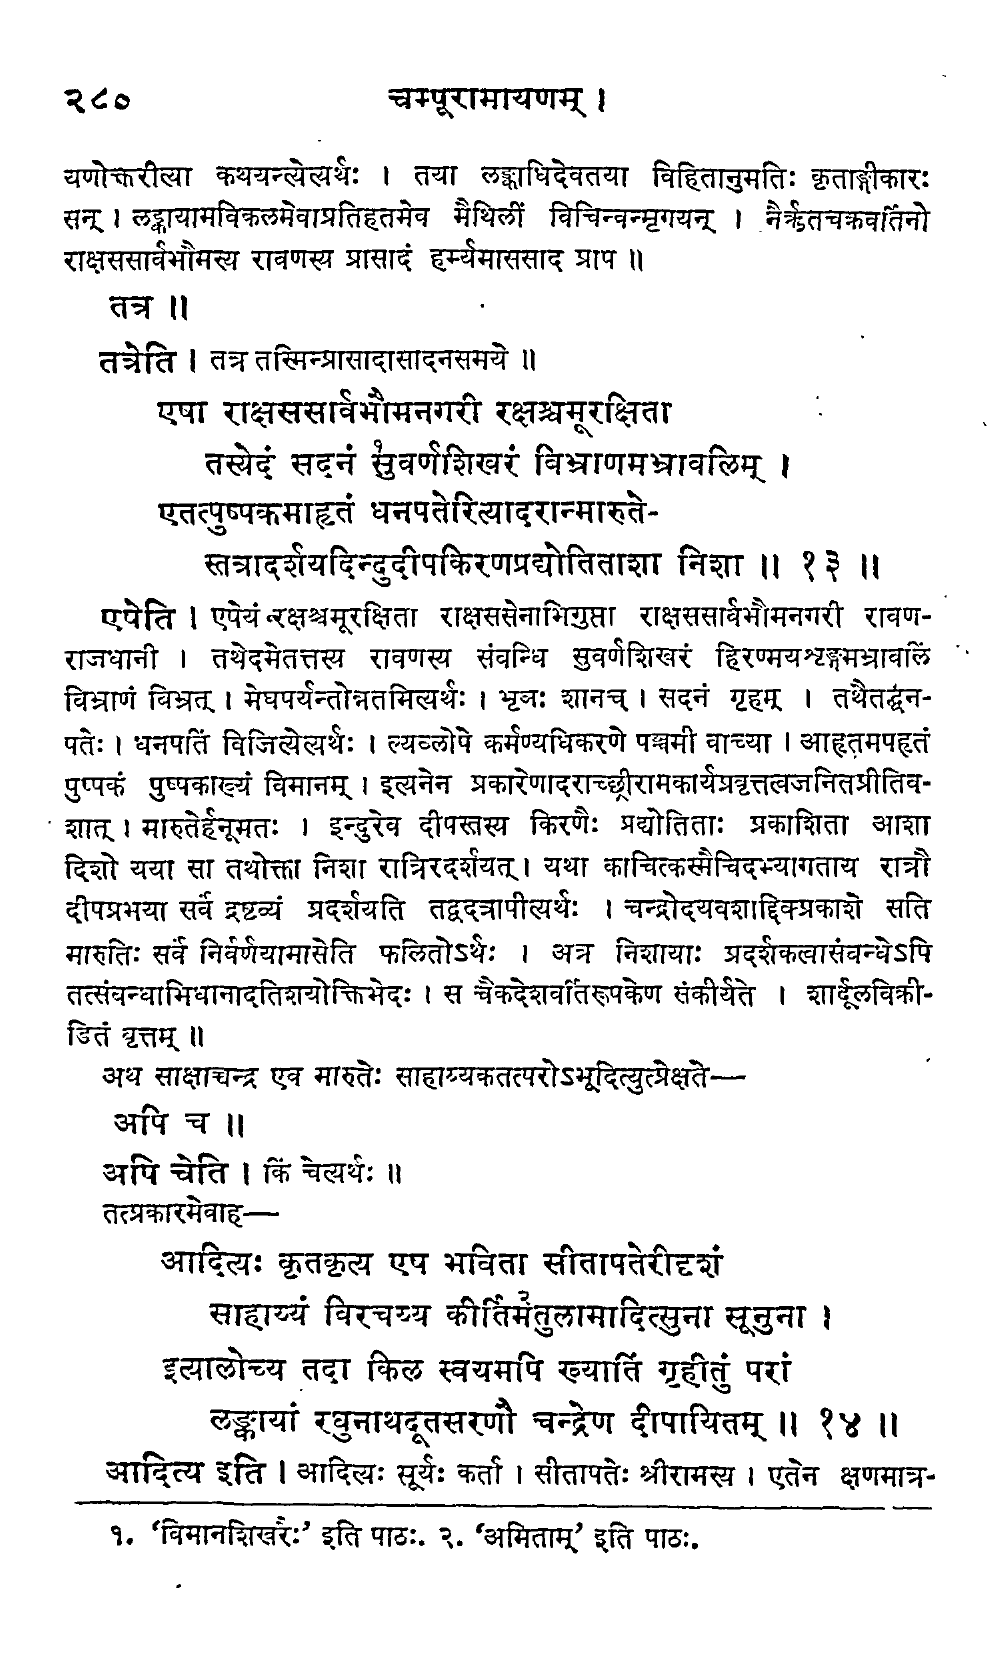 २८० चम्पूरामायणम् ।
यणोक्तरीत्या कथयन्त्येत्यर्थः । तया लङ्काधिदेवतया विहितानुमतिः कृताङ्गीकारः
सन् । लङ्कायामविकलमेवाप्रतिहतमेव मैथिलीं विचिन्वन्मृगयन् । नैर्ऋतचक्रवर्तिनो
राक्षससार्वभौमस्य रावणस्य प्रासादं हर्म्यमाससाद प्राप ॥
तत्र ॥
तत्रेति । तत्र तस्मिन्प्रासादासादनसमये ॥
एषा राक्षससार्वभौमनगरी रक्षश्चमूरक्षिता
तस्येदं सदनं सुवर्णशिखरं बिभ्राणमभ्रावलिम् ।
एतत्पुष्पकमाहृतं धनपतेरित्यादरान्मारुते-
स्तत्रादर्शयदिन्दुदीपकिरणप्रद्योतिताशा निशा ॥ १३ ॥
एषेति । एषेयं रक्षश्चमूरक्षिता राक्षससेनाभिगुप्ता राक्षससार्वभौमनगरी रावण-
राजधानी । तथेदमेतत्तस्य रावणस्य संबन्धि सुवर्णशिखरं हिरण्मयशृङ्गमभ्रावलिं
बिभ्राणं बिभ्रत् । मेघपर्यन्तोन्नतमित्यर्थः । भृञः शानच् । सदनं गृहम् । तथैतद्धन-
पतेः । धनपतिं विजित्येत्यर्थः । ल्यब्लोपे कर्मण्यधिकरणे पञ्चमी वाच्या । आहृतमपहृतं
पुष्पकं पुष्पकाख्यं विमानम् । इत्यनेन प्रकारेणादराच्छ्रीरामकार्यप्रवृत्तत्वजनितप्रीतिव-
शात् । मारुतेर्हनूमतः । इन्दुरेव दीपस्तस्य किरणैः प्रद्योतिताः प्रकाशिता आशा
दिशो यया सा तथोक्ता निशा रात्रिरदर्शयत् । यथा काचित्कस्मैचिदभ्यागताय रात्रौ
दीपप्रभया सर्वं द्रष्टव्यं प्रदर्शयति तद्वदत्रापीत्यर्थः । चन्द्रोदयवशाद्दिक्प्रकाशे सति
मारुतिः सर्वं निर्वर्णयामासेति फलितोऽर्थः । अत्र निशायाः प्रदर्शकत्वासंबन्धेऽपि
तत्संबन्धाभिधानादतिशयोक्तिभेदः । स चैकदेशवर्तिरूपकेण संकीर्यते । शार्दूलविक्री-
डितं वृत्तम् ॥
अथ साक्षाच्चन्द्र एव मारुतेः साहाय्यकतत्परोऽभूदित्युत्प्रेक्षते—
अपि च ॥
अपि चेति । किं चेत्यर्थः ॥
तत्प्रकारमेवाह—
आदित्यः कृतकृत्य एष भविता सीतापतेरीदृशं
साहाय्यं विरचय्य कीर्तिमतुलामादित्सुना सूनुना ।
इत्यालोच्य तदा किल स्वयमपि ख्यातिं गृहीतुं परां
लङ्कायां रघुनाथदूतसरणौ चन्द्रेण दीपायितम् ॥ १४ ॥
आदित्य इति । आदित्यः सूर्यः कर्ता । सीतापतेः श्रीरामस्य । एतेन क्षणमात्र-
१. ‘विमानशिखरैः’ इति पाठः. २. ‘अमिताम्’ इति पाठः.